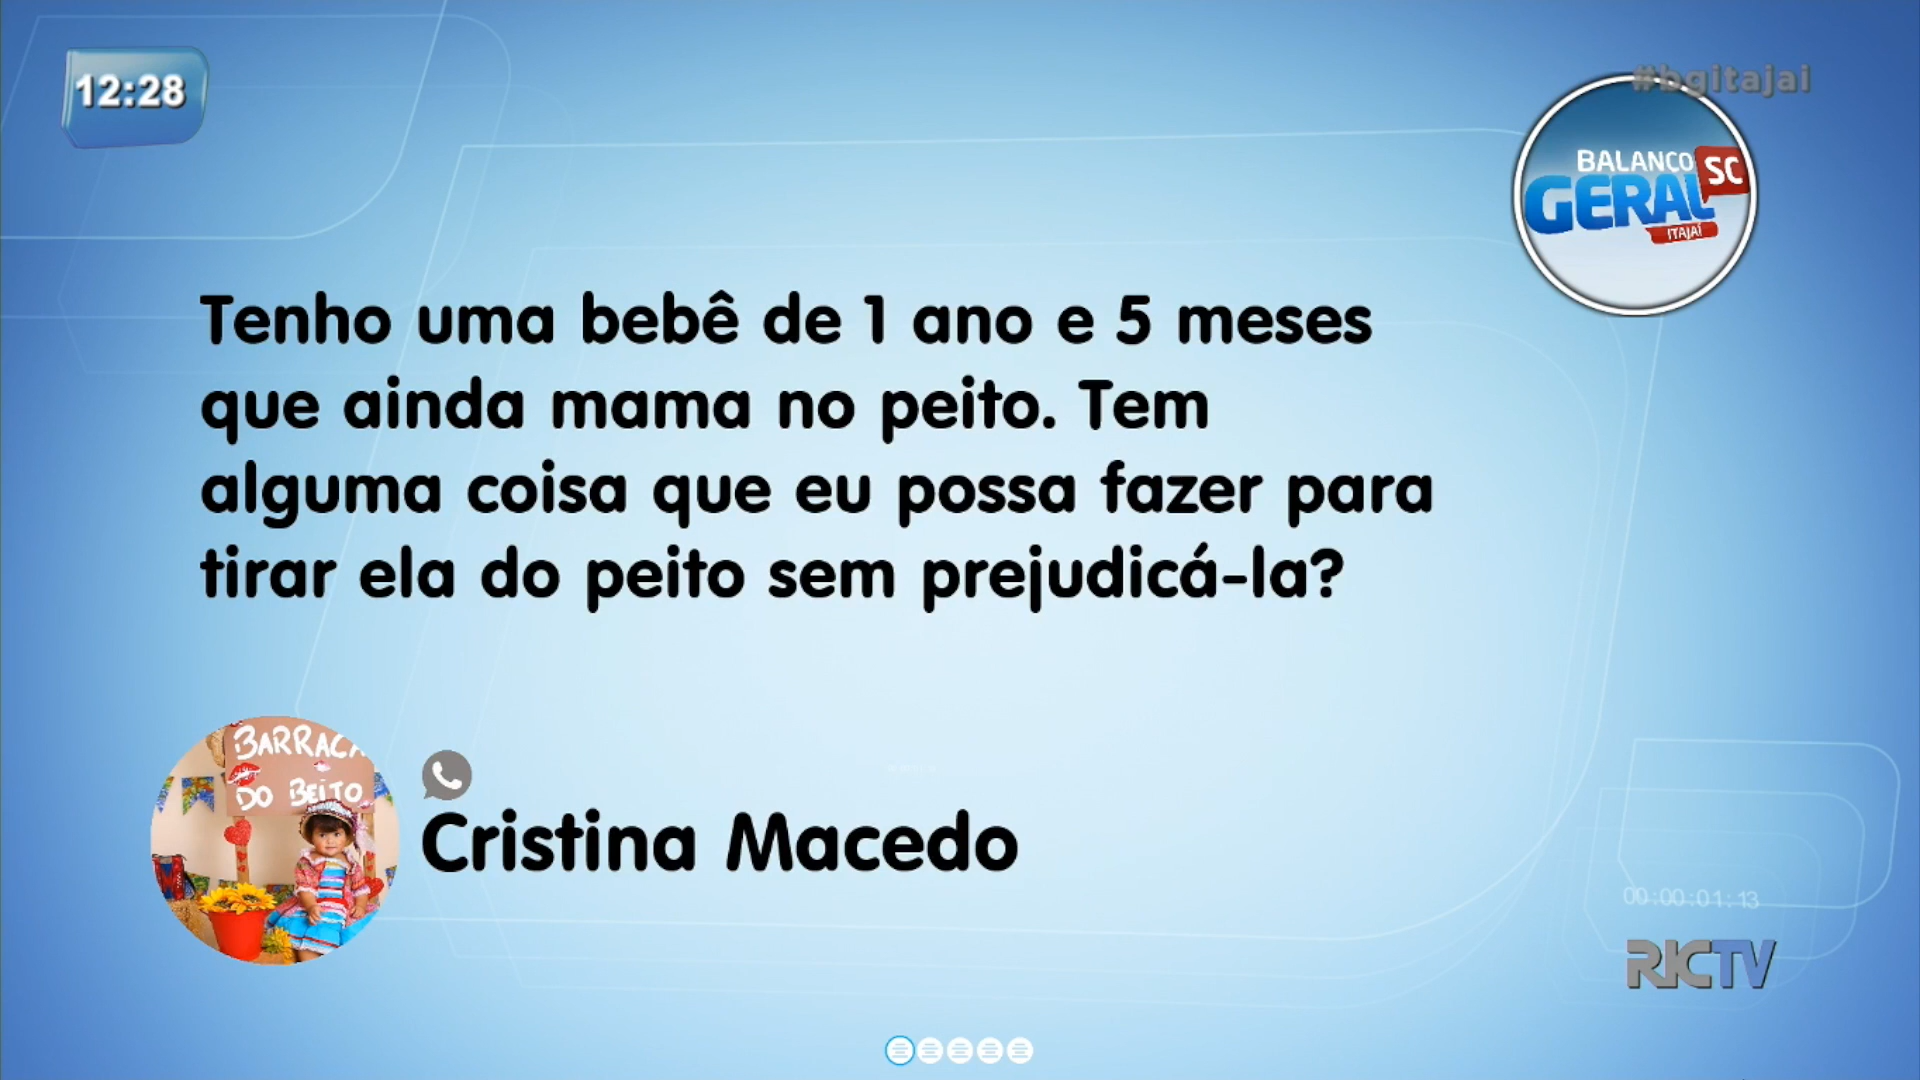 12:28
#bgitajai
BALANÇO
GERAL SC
ITAJAÍ
Tenho uma bebê de 1 ano e 5 meses
que ainda mama no peito. Tem
alguma coisa que eu possa fazer para
tirar ela do peito sem prejudicá-la?
BARRACA
DO BEITO
Cristina Macedo
00:00:01:13
RICTV